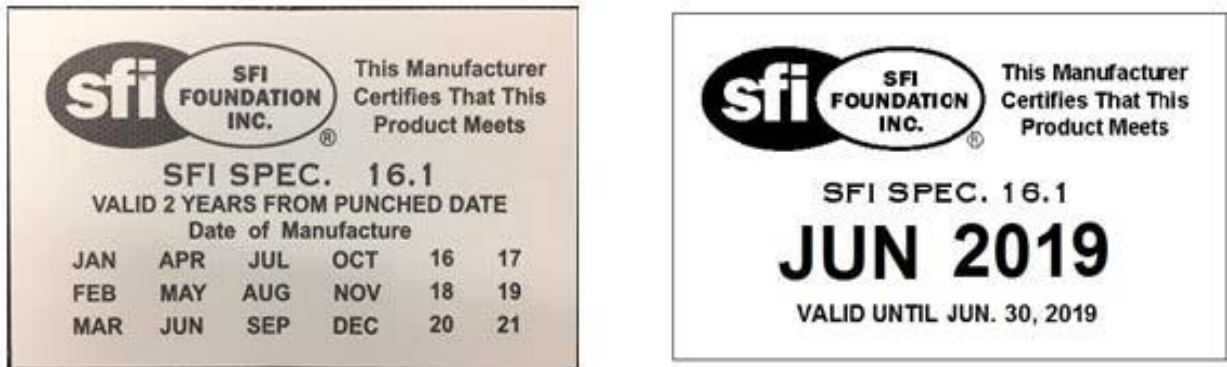 sfi
SFI
FOUNDATION
INC.
®
This Manufacturer
Certifies That This
Product Meets
SFI SPEC. 16.1
VALID 2 YEARS FROM PUNCHED DATE
Date of Manufacture
JAN APR JUL OCT 16 17
FEB MAY AUG NOV 18 19
MAR JUN SEP DEC 20 21
sfi
SFI
FOUNDATION
INC.
®
This Manufacturer
Certifies That This
Product Meets
SFI SPEC. 16.1
JUN 2019
VALID UNTIL JUN. 30, 2019